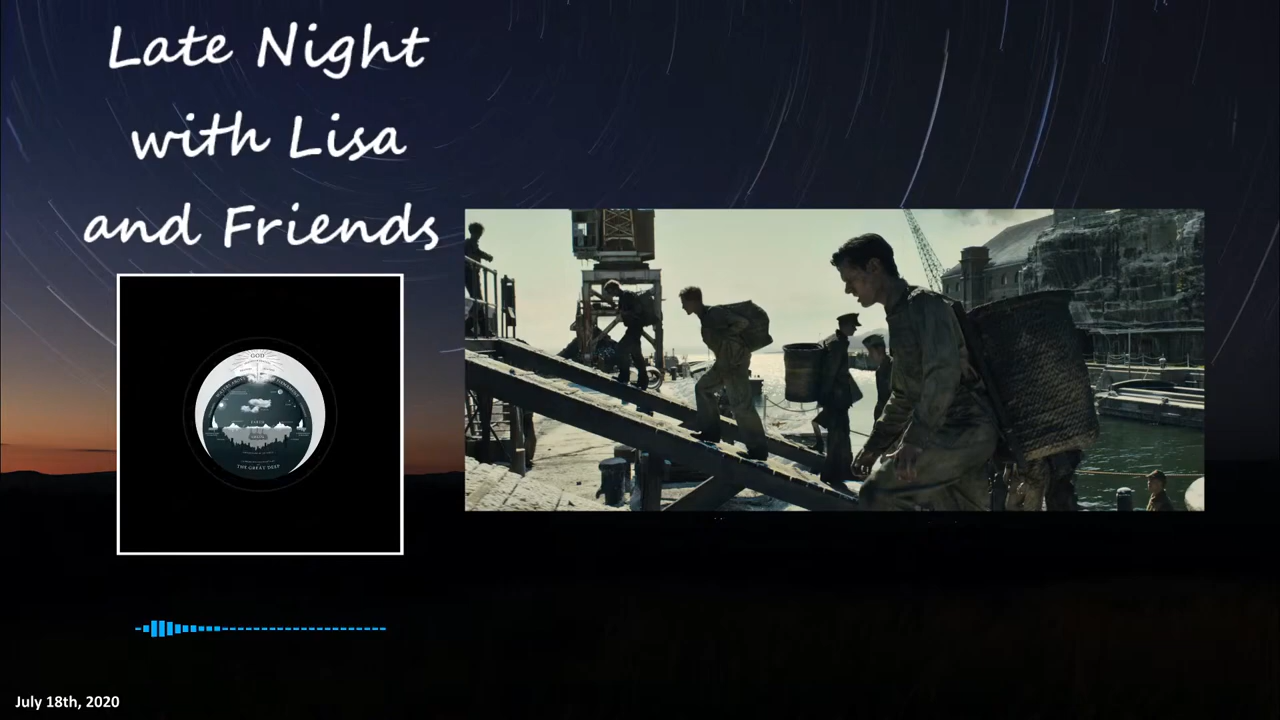 Late Night
with Lisa
and Friends
GOD
EARTH
THE GREAT DEEP
July 18th, 2020